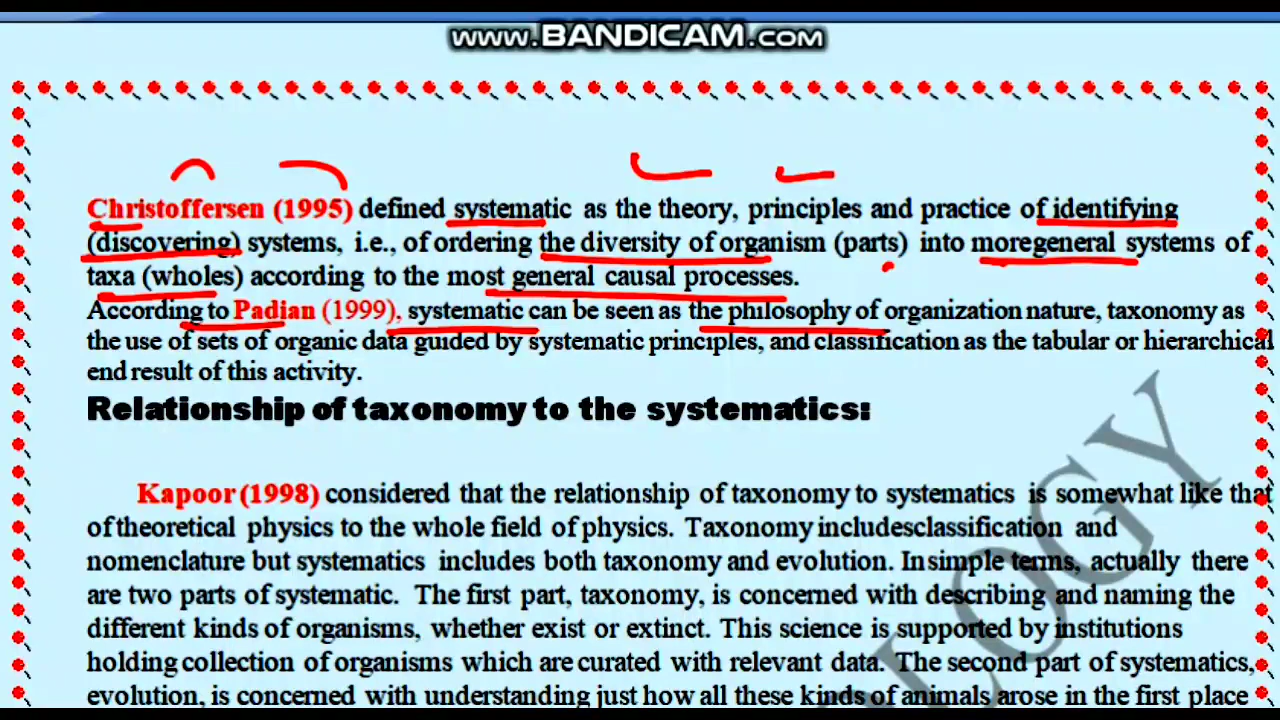 www.BANDICAM.com
Christoffersen (1995) defined systematic as the theory, principles and practice of identifying
(discovering) systems, i.e., of ordering the diversity of organism (parts) into moregeneral systems of
taxa (wholes) according to the most general causal processes.
According to Padian (1999), systematic can be seen as the philosophy of organization nature, taxonomy as
the use of sets of organic data guided by systematic principles, and classification as the tabular or hierarchical
end result of this activity.
Relationship of taxonomy to the systematics:
Kapoor (1998) considered that the relationship of taxonomy to systematics is somewhat like that
of theoretical physics to the whole field of physics. Taxonomy includesclassification and
nomenclature but systematics includes both taxonomy and evolution. In simple terms, actually there
are two parts of systematic. The first part, taxonomy, is concerned with describing and naming the
different kinds of organisms, whether exist or extinct. This science is supported by institutions
holding collection of organisms which are curated with relevant data. The second part of systematics,
evolution, is concerned with understanding just how all these kinds of animals arose in the first place